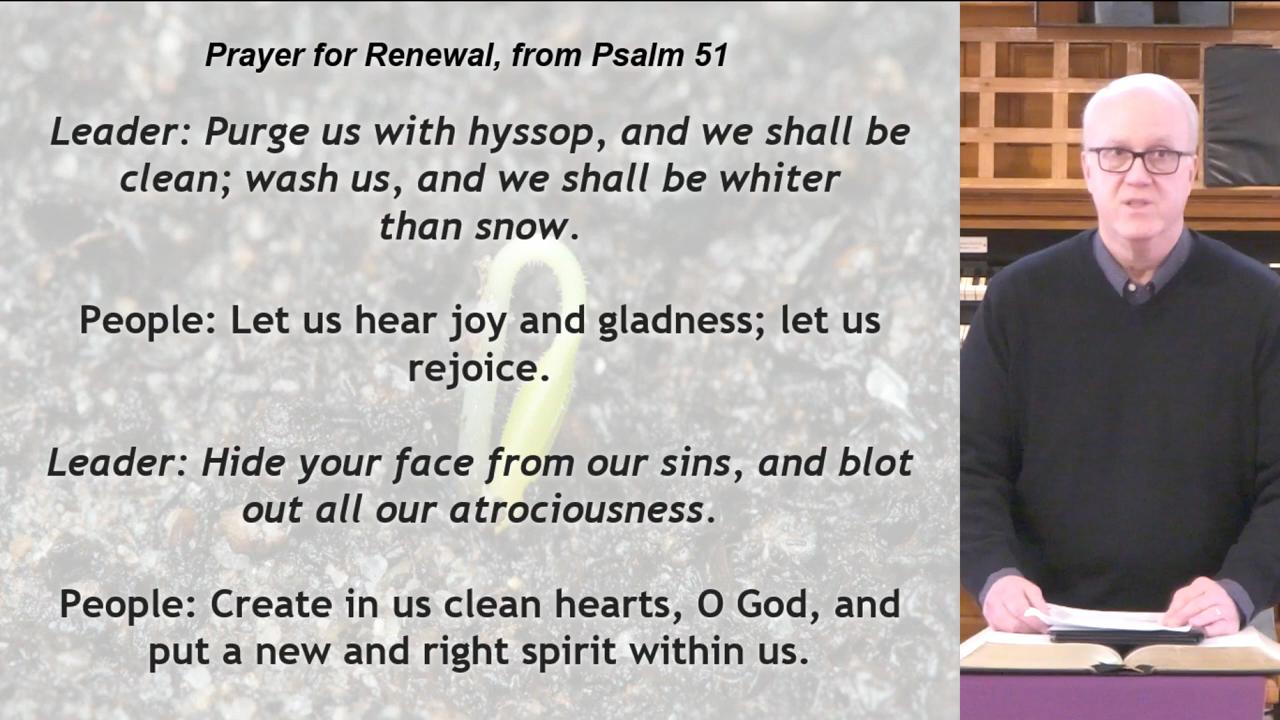 Prayer for Renewal, from Psalm 51
Leader: Purge us with hyssop, and we shall be
clean; wash us, and we shall be whiter
than snow.
People: Let us hear joy and gladness; let us
rejoice.
Leader: Hide your face from our sins, and blot
out all our atrociousness.
People: Create in us clean hearts, O God, and
put a new and right spirit within us.